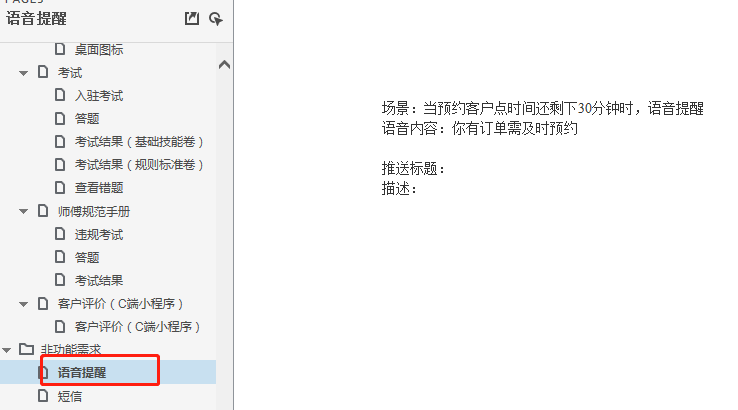 语音提醒
桌面图标
考试
入驻考试
答题
考试结果（基础技能卷）
考试结果（规则标准卷）
查看错题
师傅规范手册
违规考试
答题
考试结果
客户评价（C端小程序）
客户评价（C端小程序）
非功能需求
语音提醒
短信
场景：当预约客户点时间还剩下30分钟时，语音提醒
语音内容：你有订单需及时预约
推送标题：
描述：